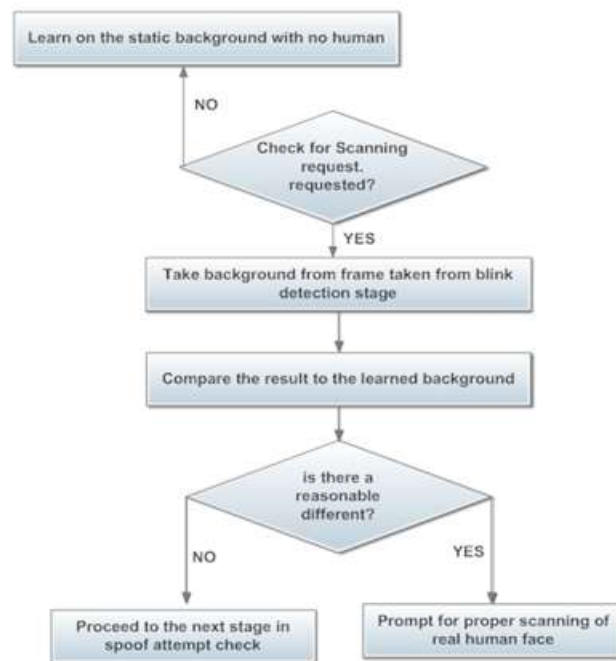 Learn on the static background with no human
NO
Check for Scanning
request.
requested?
YES
Take background from frame taken from blink
detection stage
Compare the result to the learned background
is there a
reasonable
different?
NO
YES
Proceed to the next stage in
spoof attempt check
Prompt for proper scanning of
real human face